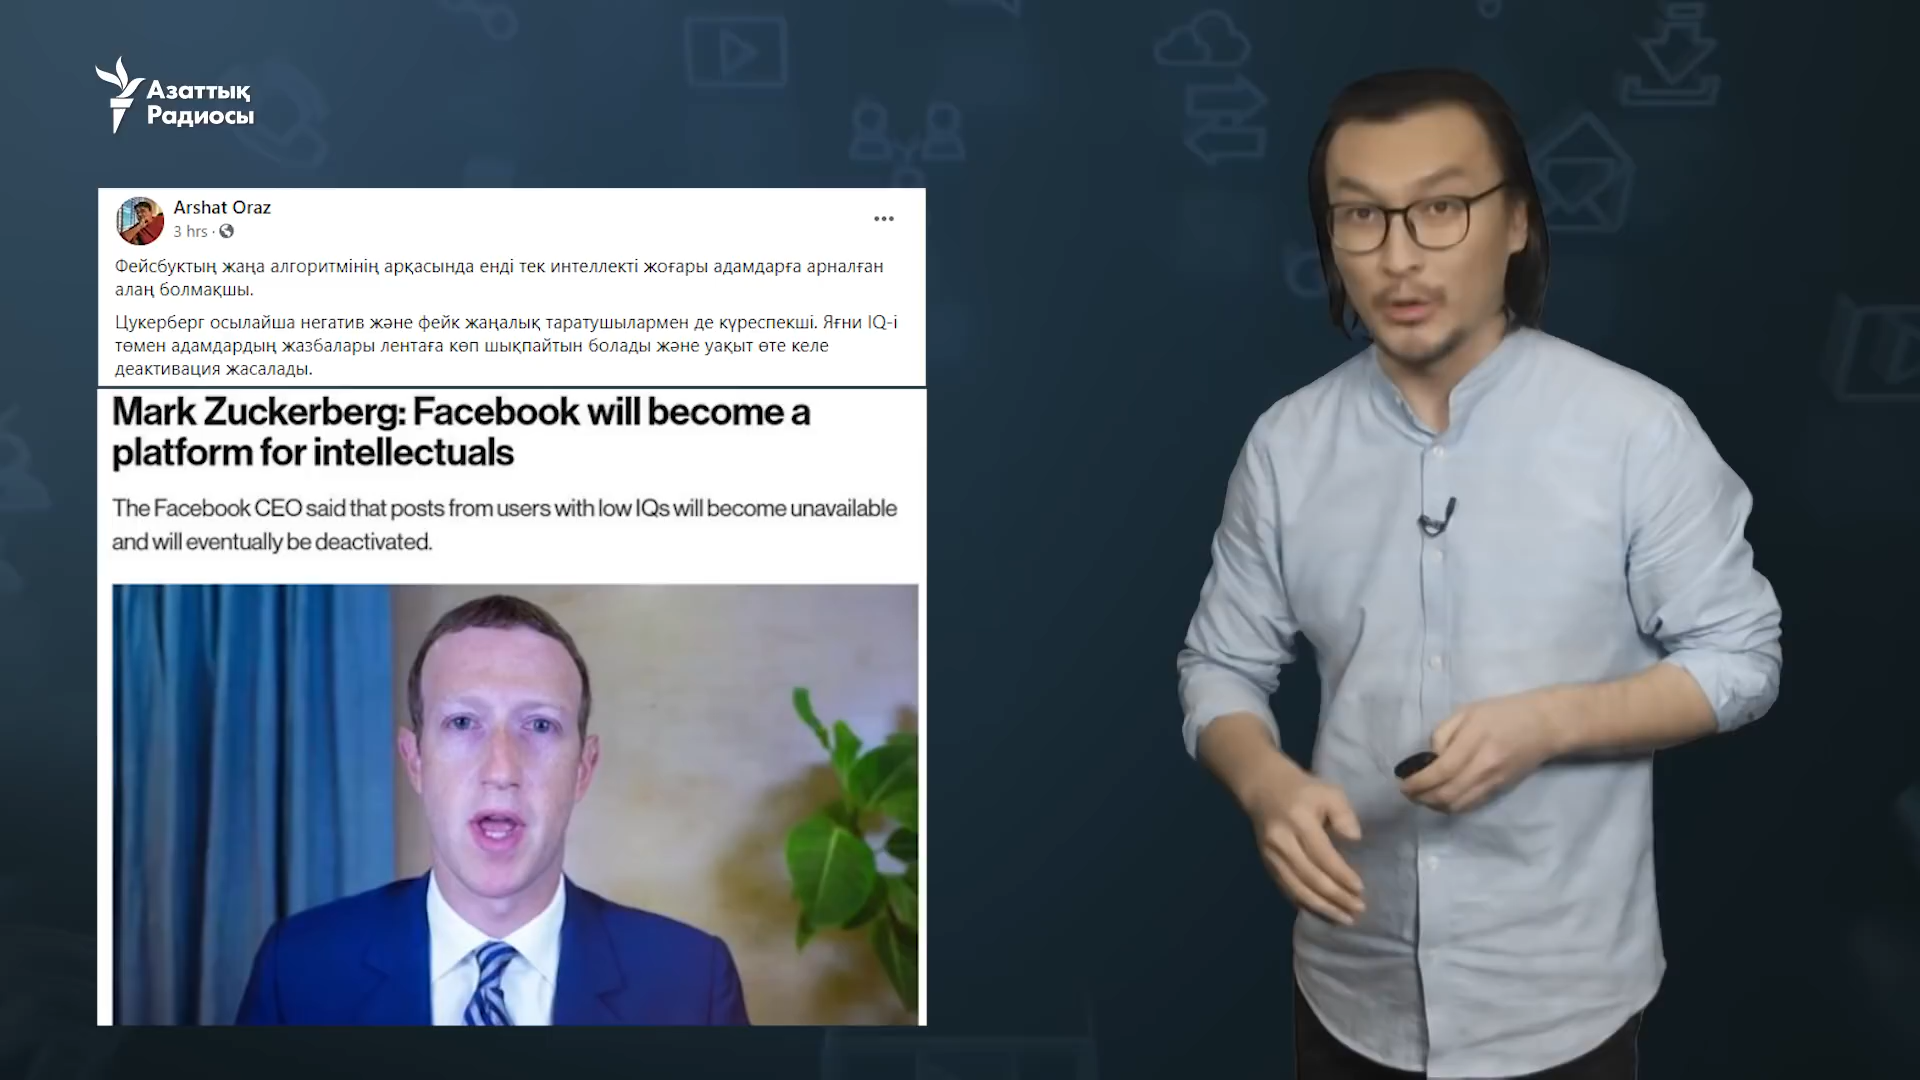 Азаттық
Радиосы
Arshat Oraz
3 hrs ·
Фейсбуктың жаңа алгоритмінің арқасында енді тек интеллекті жоғары адамдарға арналған
алаң болмақшы.
Цукерберг осылайша негатив және фейк жаңалық таратушылармен де күреспекші. Яғни IQ-і
төмен адамдардың жазбалары лентаға көп шықпайтын болады және уақыт өте келе
деактивация жасалады.
Mark Zuckerberg: Facebook will become a
platform for intellectuals
The Facebook CEO said that posts from users with low IQs will become unavailable
and will eventually be deactivated.